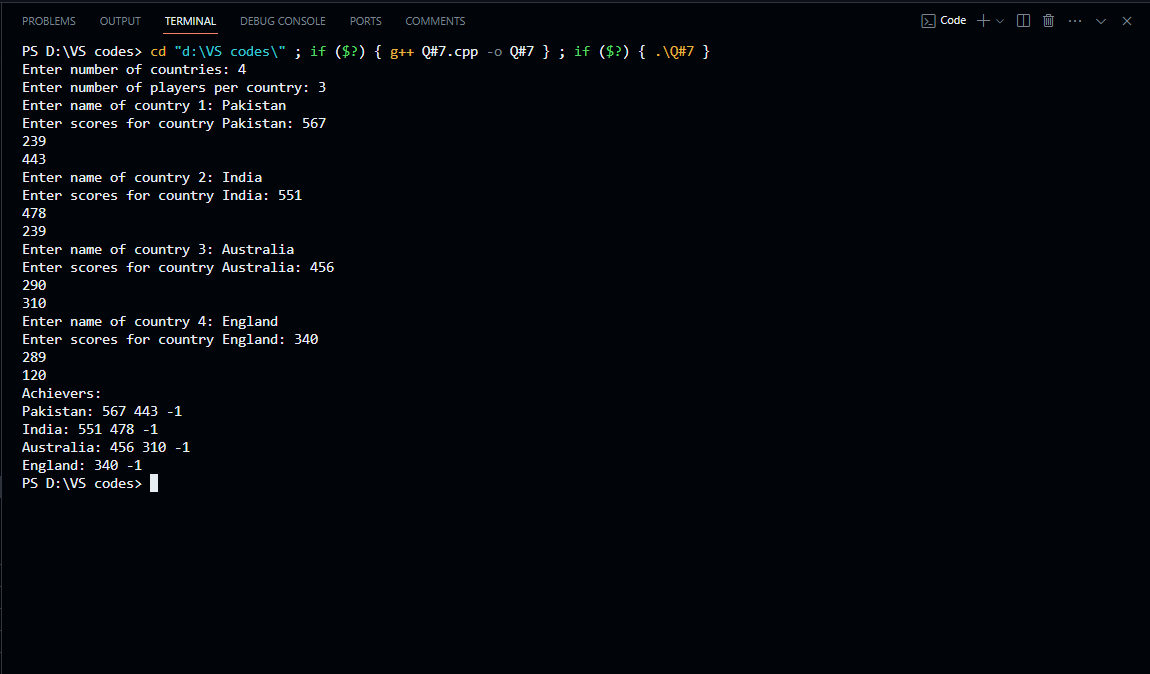 PROBLEMS OUTPUT TERMINAL DEBUG CONSOLE PORTS COMMENTS Code
PS D:\VS codes> cd "d:\VS codes\" ; if ($?) { g++ Q#7.cpp -o Q#7 } ; if ($?) { .\Q#7 }
Enter number of countries: 4
Enter number of players per country: 3
Enter name of country 1: Pakistan
Enter scores for country Pakistan: 567
239
443
Enter name of country 2: India
Enter scores for country India: 551
478
239
Enter name of country 3: Australia
Enter scores for country Australia: 456
290
310
Enter name of country 4: England
Enter scores for country England: 340
289
120
Achievers:
Pakistan: 567 443 -1
India: 551 478 -1
Australia: 456 310 -1
England: 340 -1
PS D:\VS codes>